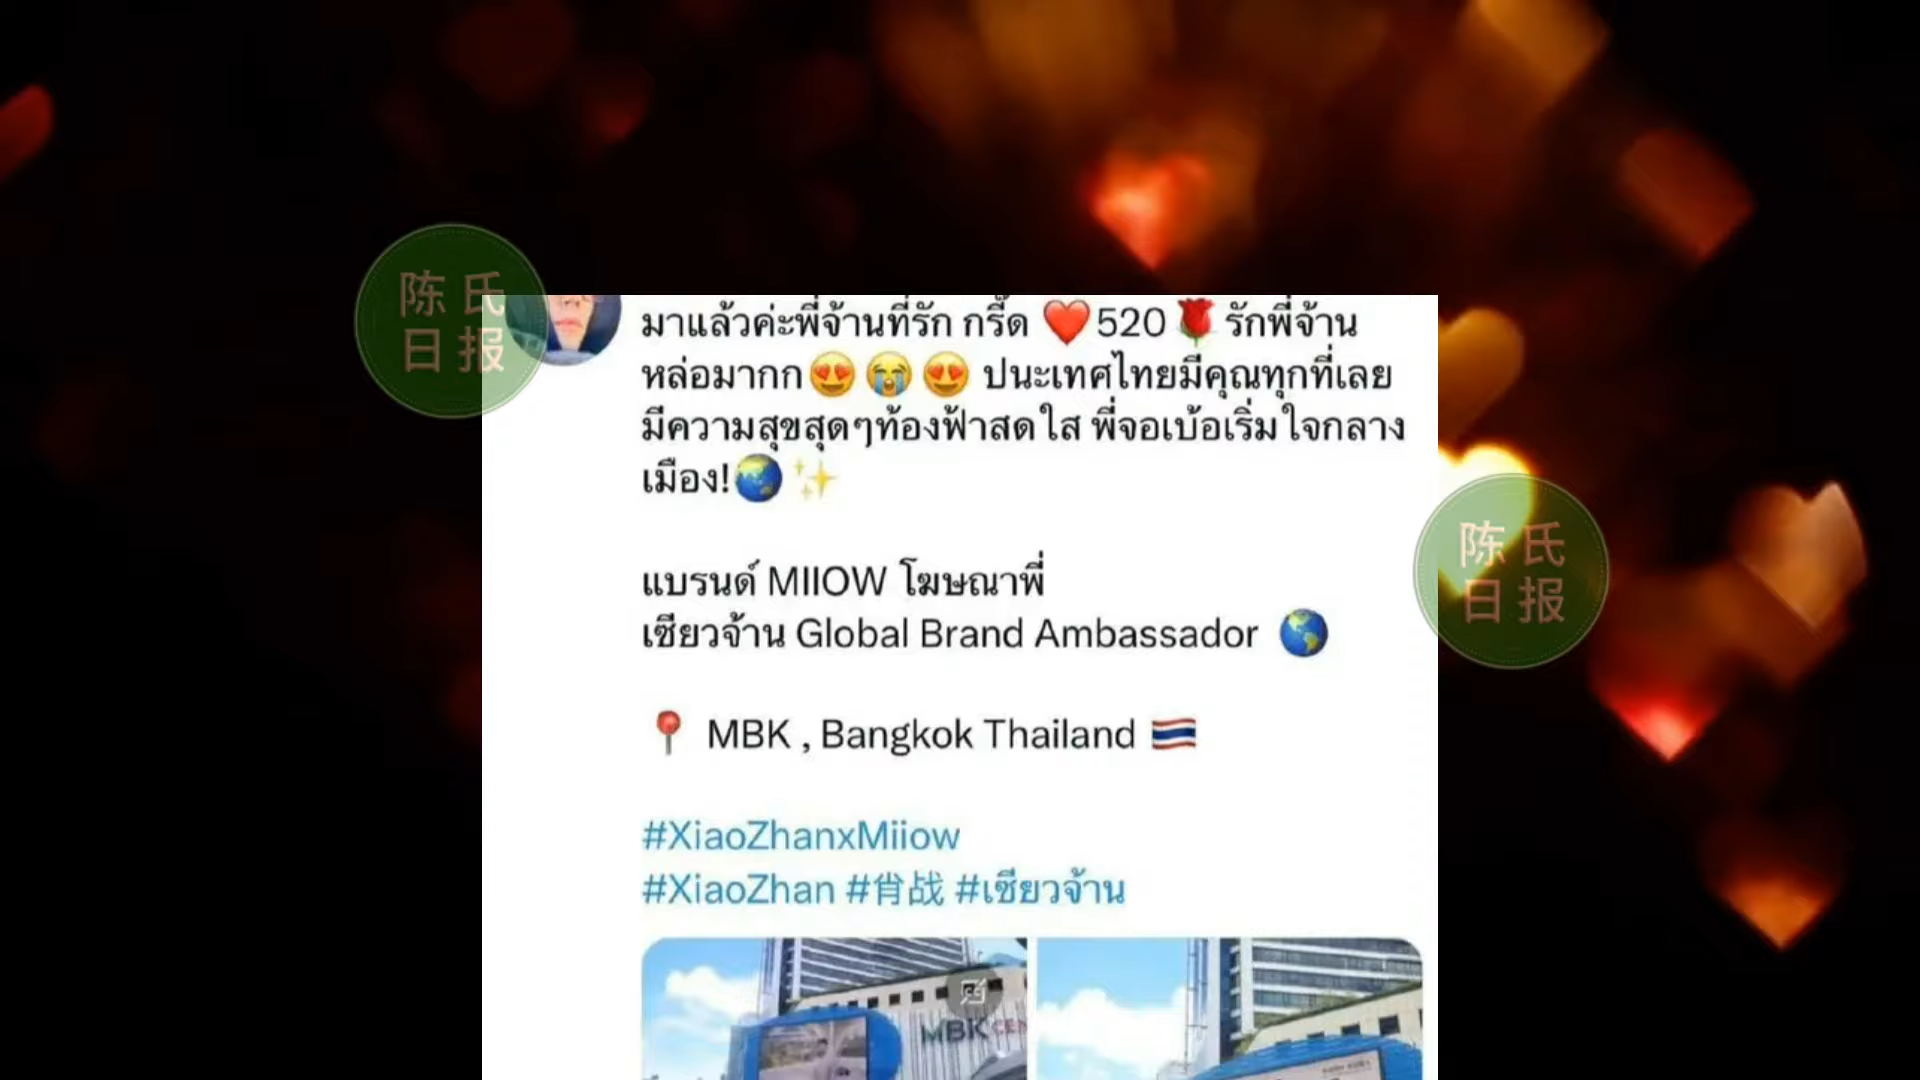 陈氏
日报
มาแล้วค่ะพี่จ้านที่รัก กรี๊ด ❤️520🌹 รักพี่จ้าน
หล่อมากก😍😭😍 ปนะเทศไทยมีคุณทุกที่เลย
มีความสุขสุดๆท้องฟ้าสดใส พี่จอเบ้อเริ่มใจกลาง
เมือง!🌏✨
แบรนด์ MIIOW โฆษณาพี่
เซียวจ้าน Global Brand Ambassador 🌎
📍 MBK , Bangkok Thailand 🇹🇭
#XiaoZhanxMiiow
#XiaoZhan #肖战 #เซียวจ้าน
陈氏
日报
MBK CEN